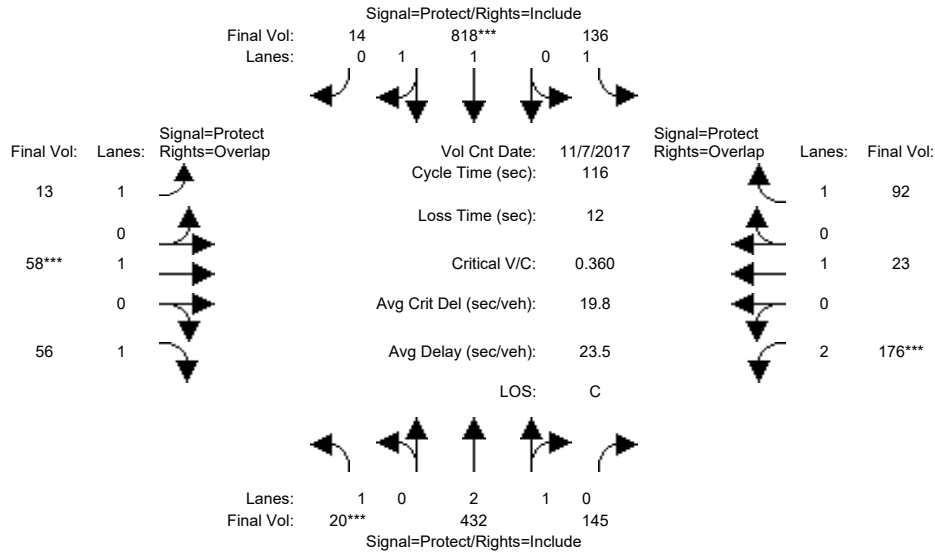 Signal=Protect/Rights=Include
Final Vol: 14 818*** 136
Lanes: 0 1 1 0 1
Signal=Protect Signal=Protect
Final Vol: Lanes: Rights=Overlap Vol Cnt Date: 11/7/2017 Rights=Overlap Lanes: Final Vol:
Cycle Time (sec): 116
13 1 1 92
Loss Time (sec): 12
0 0
58*** 1 Critical V/C: 0.360 1 23
0 Avg Crit Del (sec/veh): 19.8 0
56 1 Avg Delay (sec/veh): 23.5 2 176***
LOS: C
Lanes: 1 0 2 1 0
Final Vol: 20*** 432 145
Signal=Protect/Rights=Include